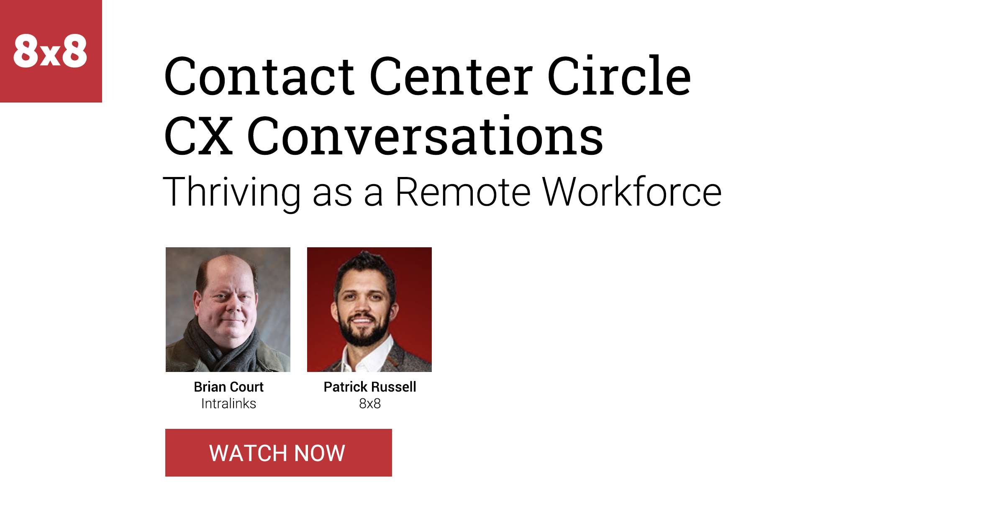 8x8
Contact Center Circle
CX Conversations
Thriving as a Remote Workforce
Brian Court
Intralinks
Patrick Russell
8x8
WATCH NOW